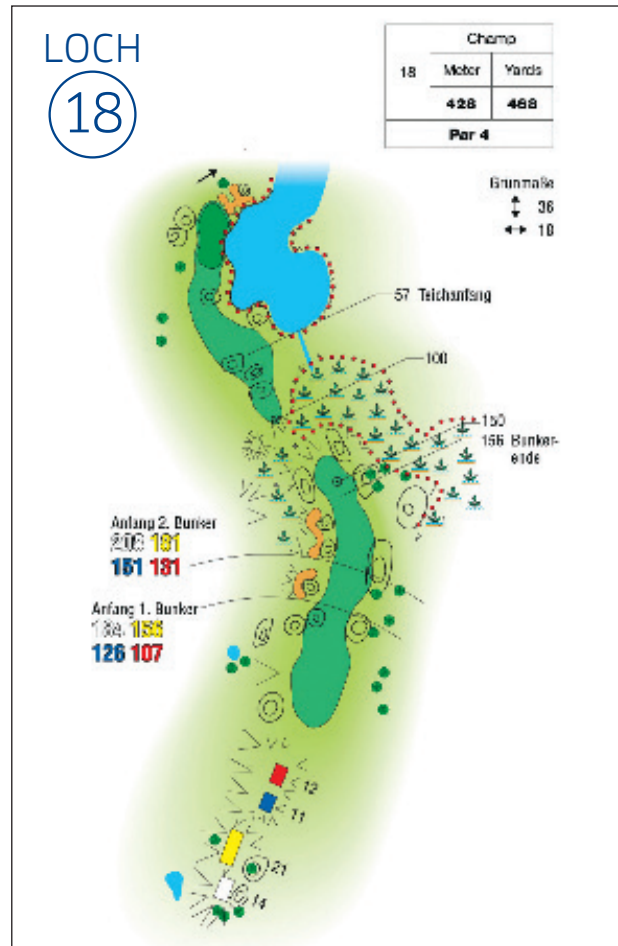 LOCH
18
Champ
18 Meter Yards
428 468
Par 4
Grünmaße
36
18
57 Teichanfang
100
150
156 Bunker-
ende
Anfang 2. Bunker
181
151 131
Anfang 1. Bunker
126 107
12
11
21
14